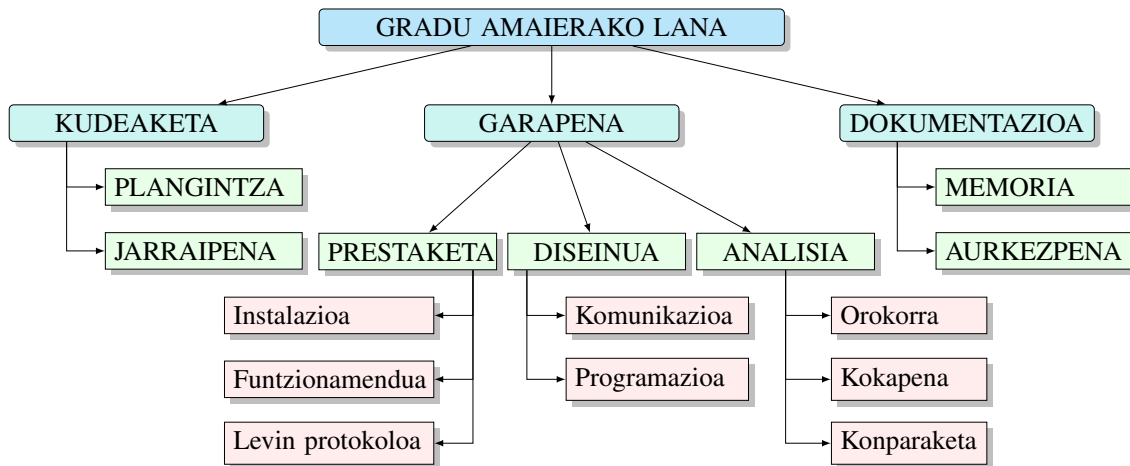 GRADU AMAIERAKO LANA
KUDEAKETA
GARAPENA
DOKUMENTAZIOA
PLANGINTZA
MEMORIA
JARRAIPENA
PRESTAKETA
DISEINUA
ANALISIA
AURKEZPENA
Instalazioa
Komunikazioa
Orokorra
Funtzionamendua
Programazioa
Kokapena
Levin protokoloa
Konparaketa